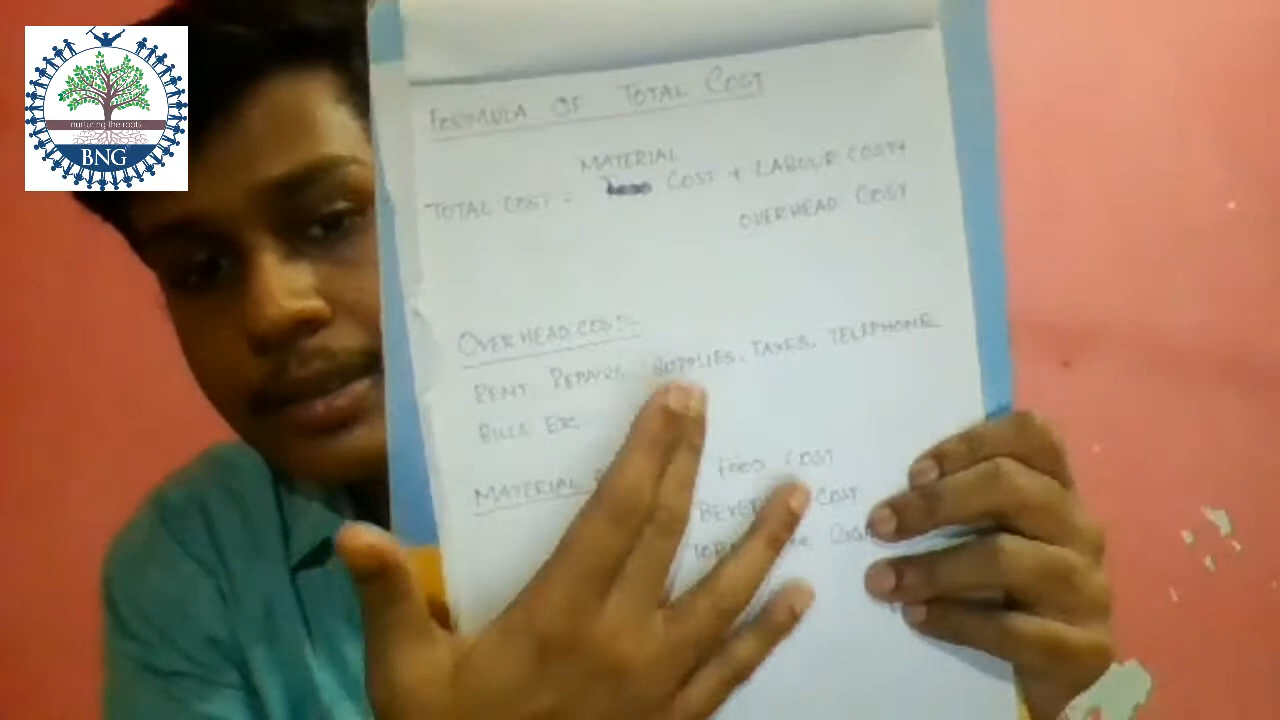 nurturing the roots
BNG
FORMULA OF TOTAL COST
MATERIAL
TOTAL COST = COST + LABOUR COST +
OVERHEAD COST
OVERHEAD COST:-
RENT, REPAIRS, SUPPLIES, TAXES, TELEPHONE
BILLS ETC
MATERIAL FOOD COST
COST